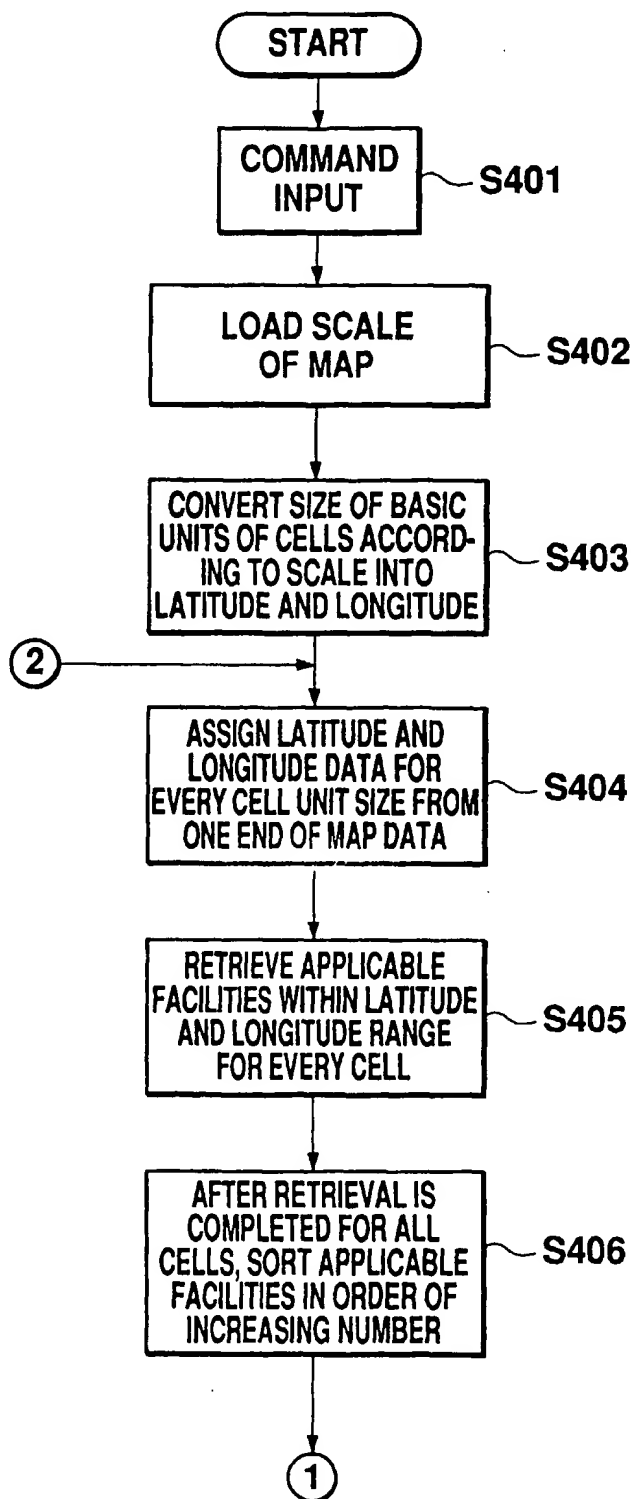 START
COMMAND
INPUT
S401
LOAD SCALE
OF MAP
S402
CONVERT SIZE OF BASIC
UNITS OF CELLS ACCORD-
ING TO SCALE INTO
LATITUDE AND LONGITUDE
S403
2
ASSIGN LATITUDE AND
LONGITUDE DATA FOR
EVERY CELL UNIT SIZE FROM
ONE END OF MAP DATA
S404
RETRIEVE APPLICABLE
FACILITIES WITHIN LATITUDE
AND LONGITUDE RANGE
FOR EVERY CELL
S405
AFTER RETRIEVAL IS
COMPLETED FOR ALL
CELLS, SORT APPLICABLE
FACILITIES IN ORDER OF
INCREASING NUMBER
S406
1